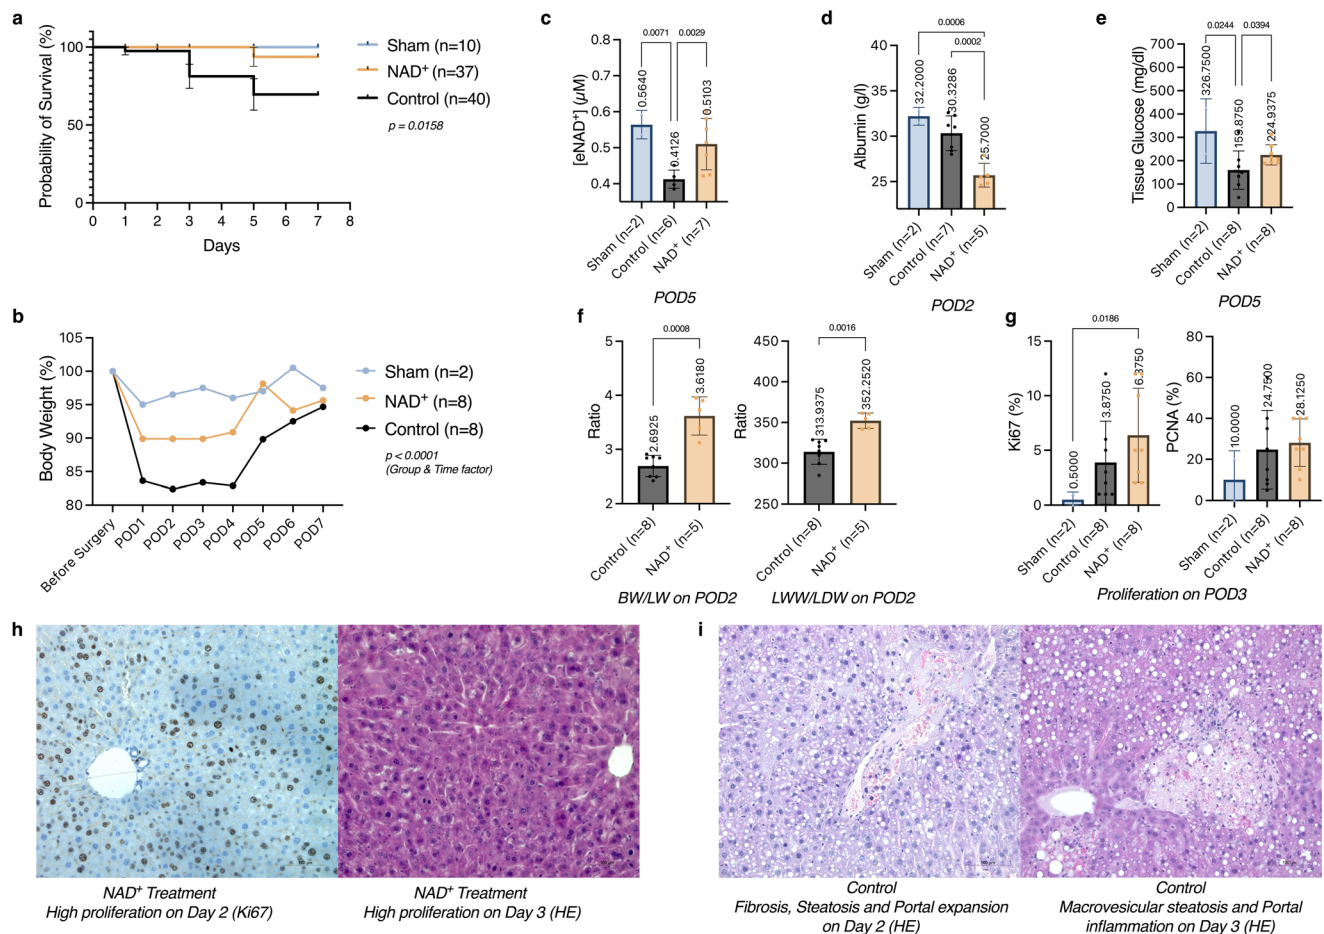 a
Probability of Survival (%)
100
50
0
0 1 2 3 4 5 6 7 8
Days
Sham (n=10)
NAD⁺ (n=37)
Control (n=40)
p = 0.0158
b
Body Weight (%)
105
100
95
90
85
80
Before Surgery
POD1
POD2
POD3
POD4
POD5
POD6
POD7
Sham (n=2)
NAD⁺ (n=8)
Control (n=8)
p < 0.0001
(Group & Time factor)
c
[eNAD⁺] (µM)
0.8
0.7
0.6
0.5
0.4
0.0071
0.0029
0.5640
0.4126
0.5103
Sham (n=2)
Control (n=6)
NAD⁺ (n=7)
POD5
d
Albumin (g/l)
40
35
30
25
0.0006
0.0002
32.2000
30.3286
25.7000
Sham (n=2)
Control (n=7)
NAD⁺ (n=5)
POD2
e
Tissue Glucose (mg/dl)
700
600
500
400
300
200
100
0
0.0244
0.0394
326.7500
159.8750
224.9375
Sham (n=2)
Control (n=8)
NAD⁺ (n=8)
POD5
f
Ratio
5
4
3
2
0.0008
2.6925
3.6180
Control (n=8)
NAD⁺ (n=5)
BW/LW on POD2
Ratio
450
400
350
300
250
0.0016
313.9375
352.2520
Control (n=8)
NAD⁺ (n=5)
LWW/LDW on POD2
g
Ki67 (%)
15
10
5
0
0.0186
0.5000
3.8750
6.3750
Sham (n=2)
Control (n=8)
NAD⁺ (n=8)
PCNA (%)
80
60
40
20
0
10.0000
24.7500
28.1250
Sham (n=2)
Control (n=8)
NAD⁺ (n=8)
Proliferation on POD3
h
NAD⁺ Treatment
High proliferation on Day 2 (Ki67)
NAD⁺ Treatment
High proliferation on Day 3 (HE)
i
Control
Fibrosis, Steatosis and Portal expansion
on Day 2 (HE)
Control
Macrovesicular steatosis and Portal
inflammation on Day 3 (HE)